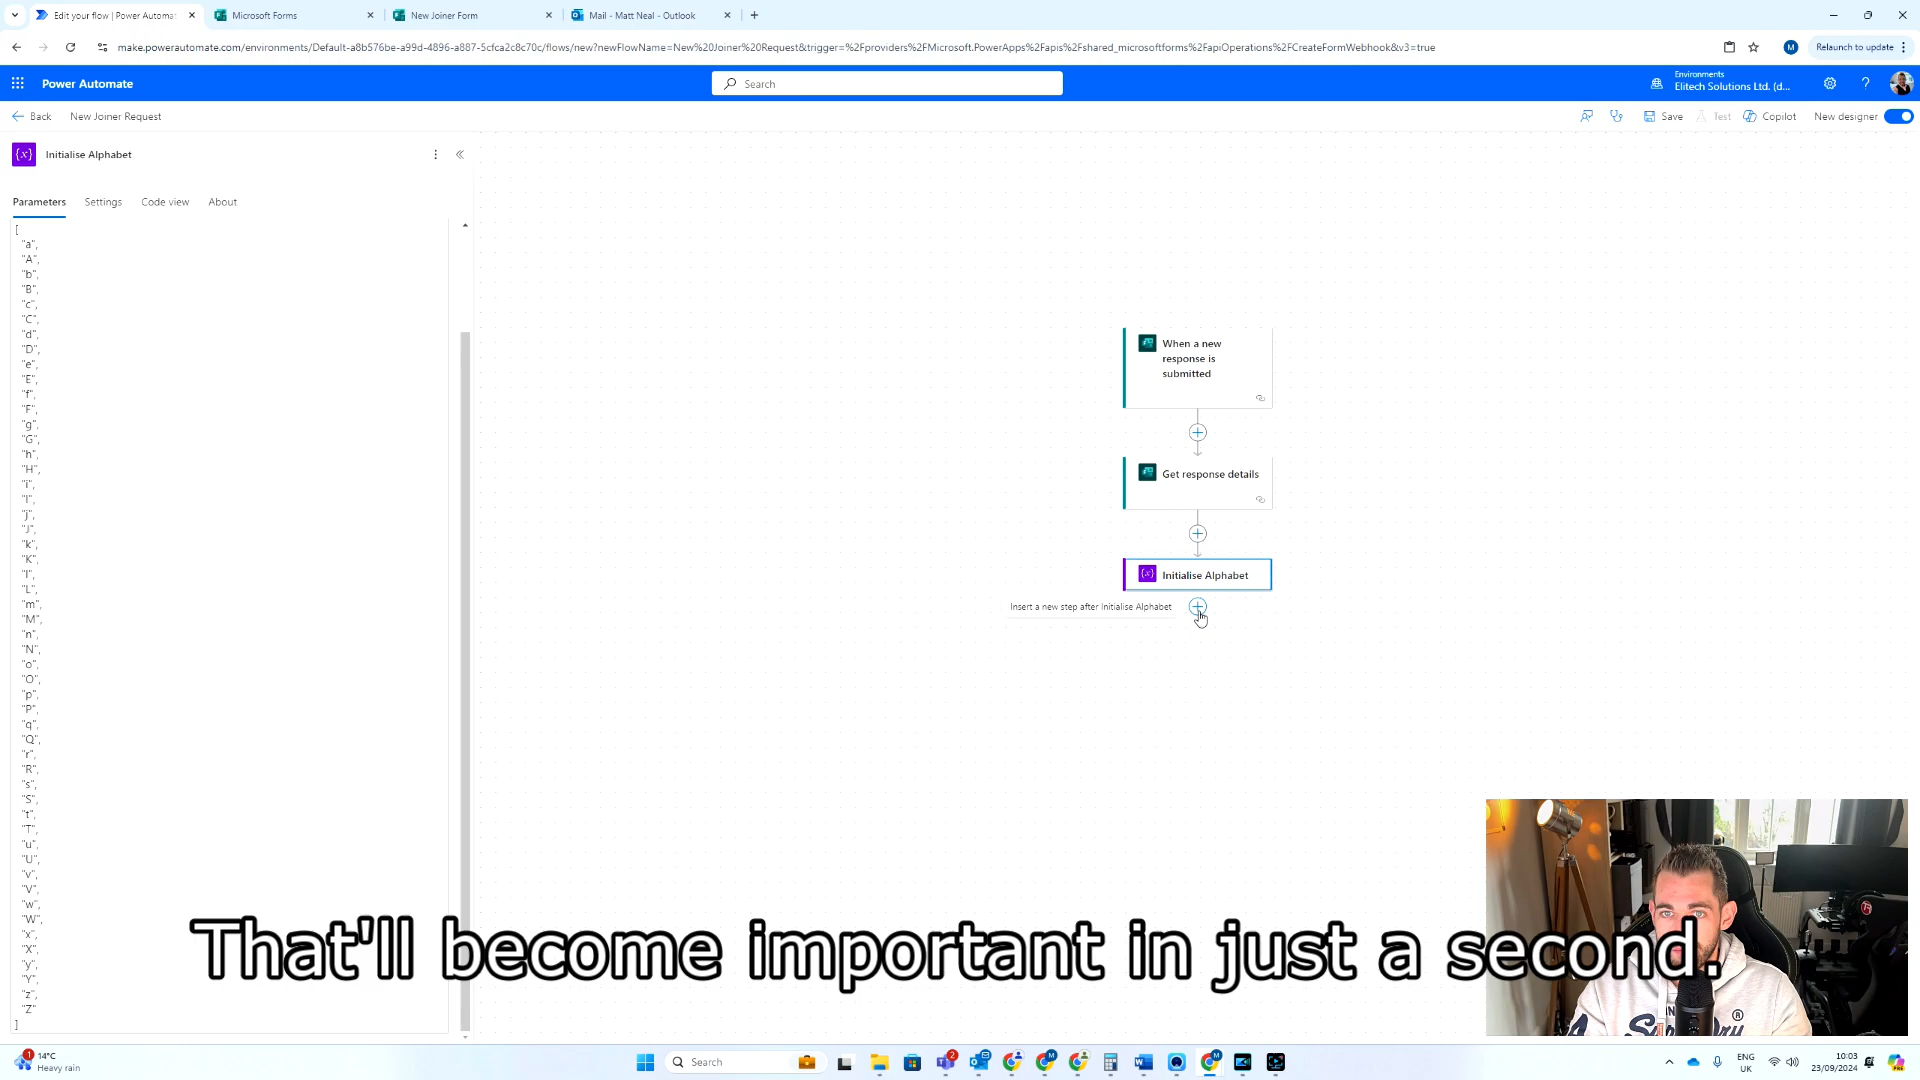 Edit your flow | Power Automat
Microsoft Forms
New Joiner Form
Mail - Matt Neal - Outlook
make.powerautomate.com/environments/Default-a8b576be-a99d-4896-a887-5cfca2c8c70c/flows/new?newFlowName=New%20Joiner%20Request&trigger=%2Fproviders%2FMicrosoft.PowerApps%2Fapis%2Fshared_microsoftforms%2FapiOperations%2FCreateFormWebhook&v3=true
M
Relaunch to update
Power Automate
Search
Environments
Elitech Solutions Ltd. (d...
Back
New Joiner Request
Save
Test
Copilot
New designer
Initialise Alphabet
Parameters
Settings
Code view
About
[
"a",
"A",
"b",
"B",
"c",
"C",
"d",
"D",
"e",
"E",
"f",
"F",
"g",
"G",
"h",
"H",
"i",
"I",
"j",
"J",
"k",
"K",
"l",
"L",
"m",
"M",
"n",
"N",
"o",
"O",
"p",
"P",
"q",
"Q",
"r",
"R",
"s",
"S",
"t",
"T",
"u",
"U",
"v",
"V",
"w",
"W",
"x",
"X",
"y",
"Y",
"z",
"Z"
]
When a new
response is
submitted
Get response details
Initialise Alphabet
Insert a new step after Initialise Alphabet
That'll become important in just a second.
1
14°C
Heavy rain
Search
2
ENG
UK
10:03
23/09/2024